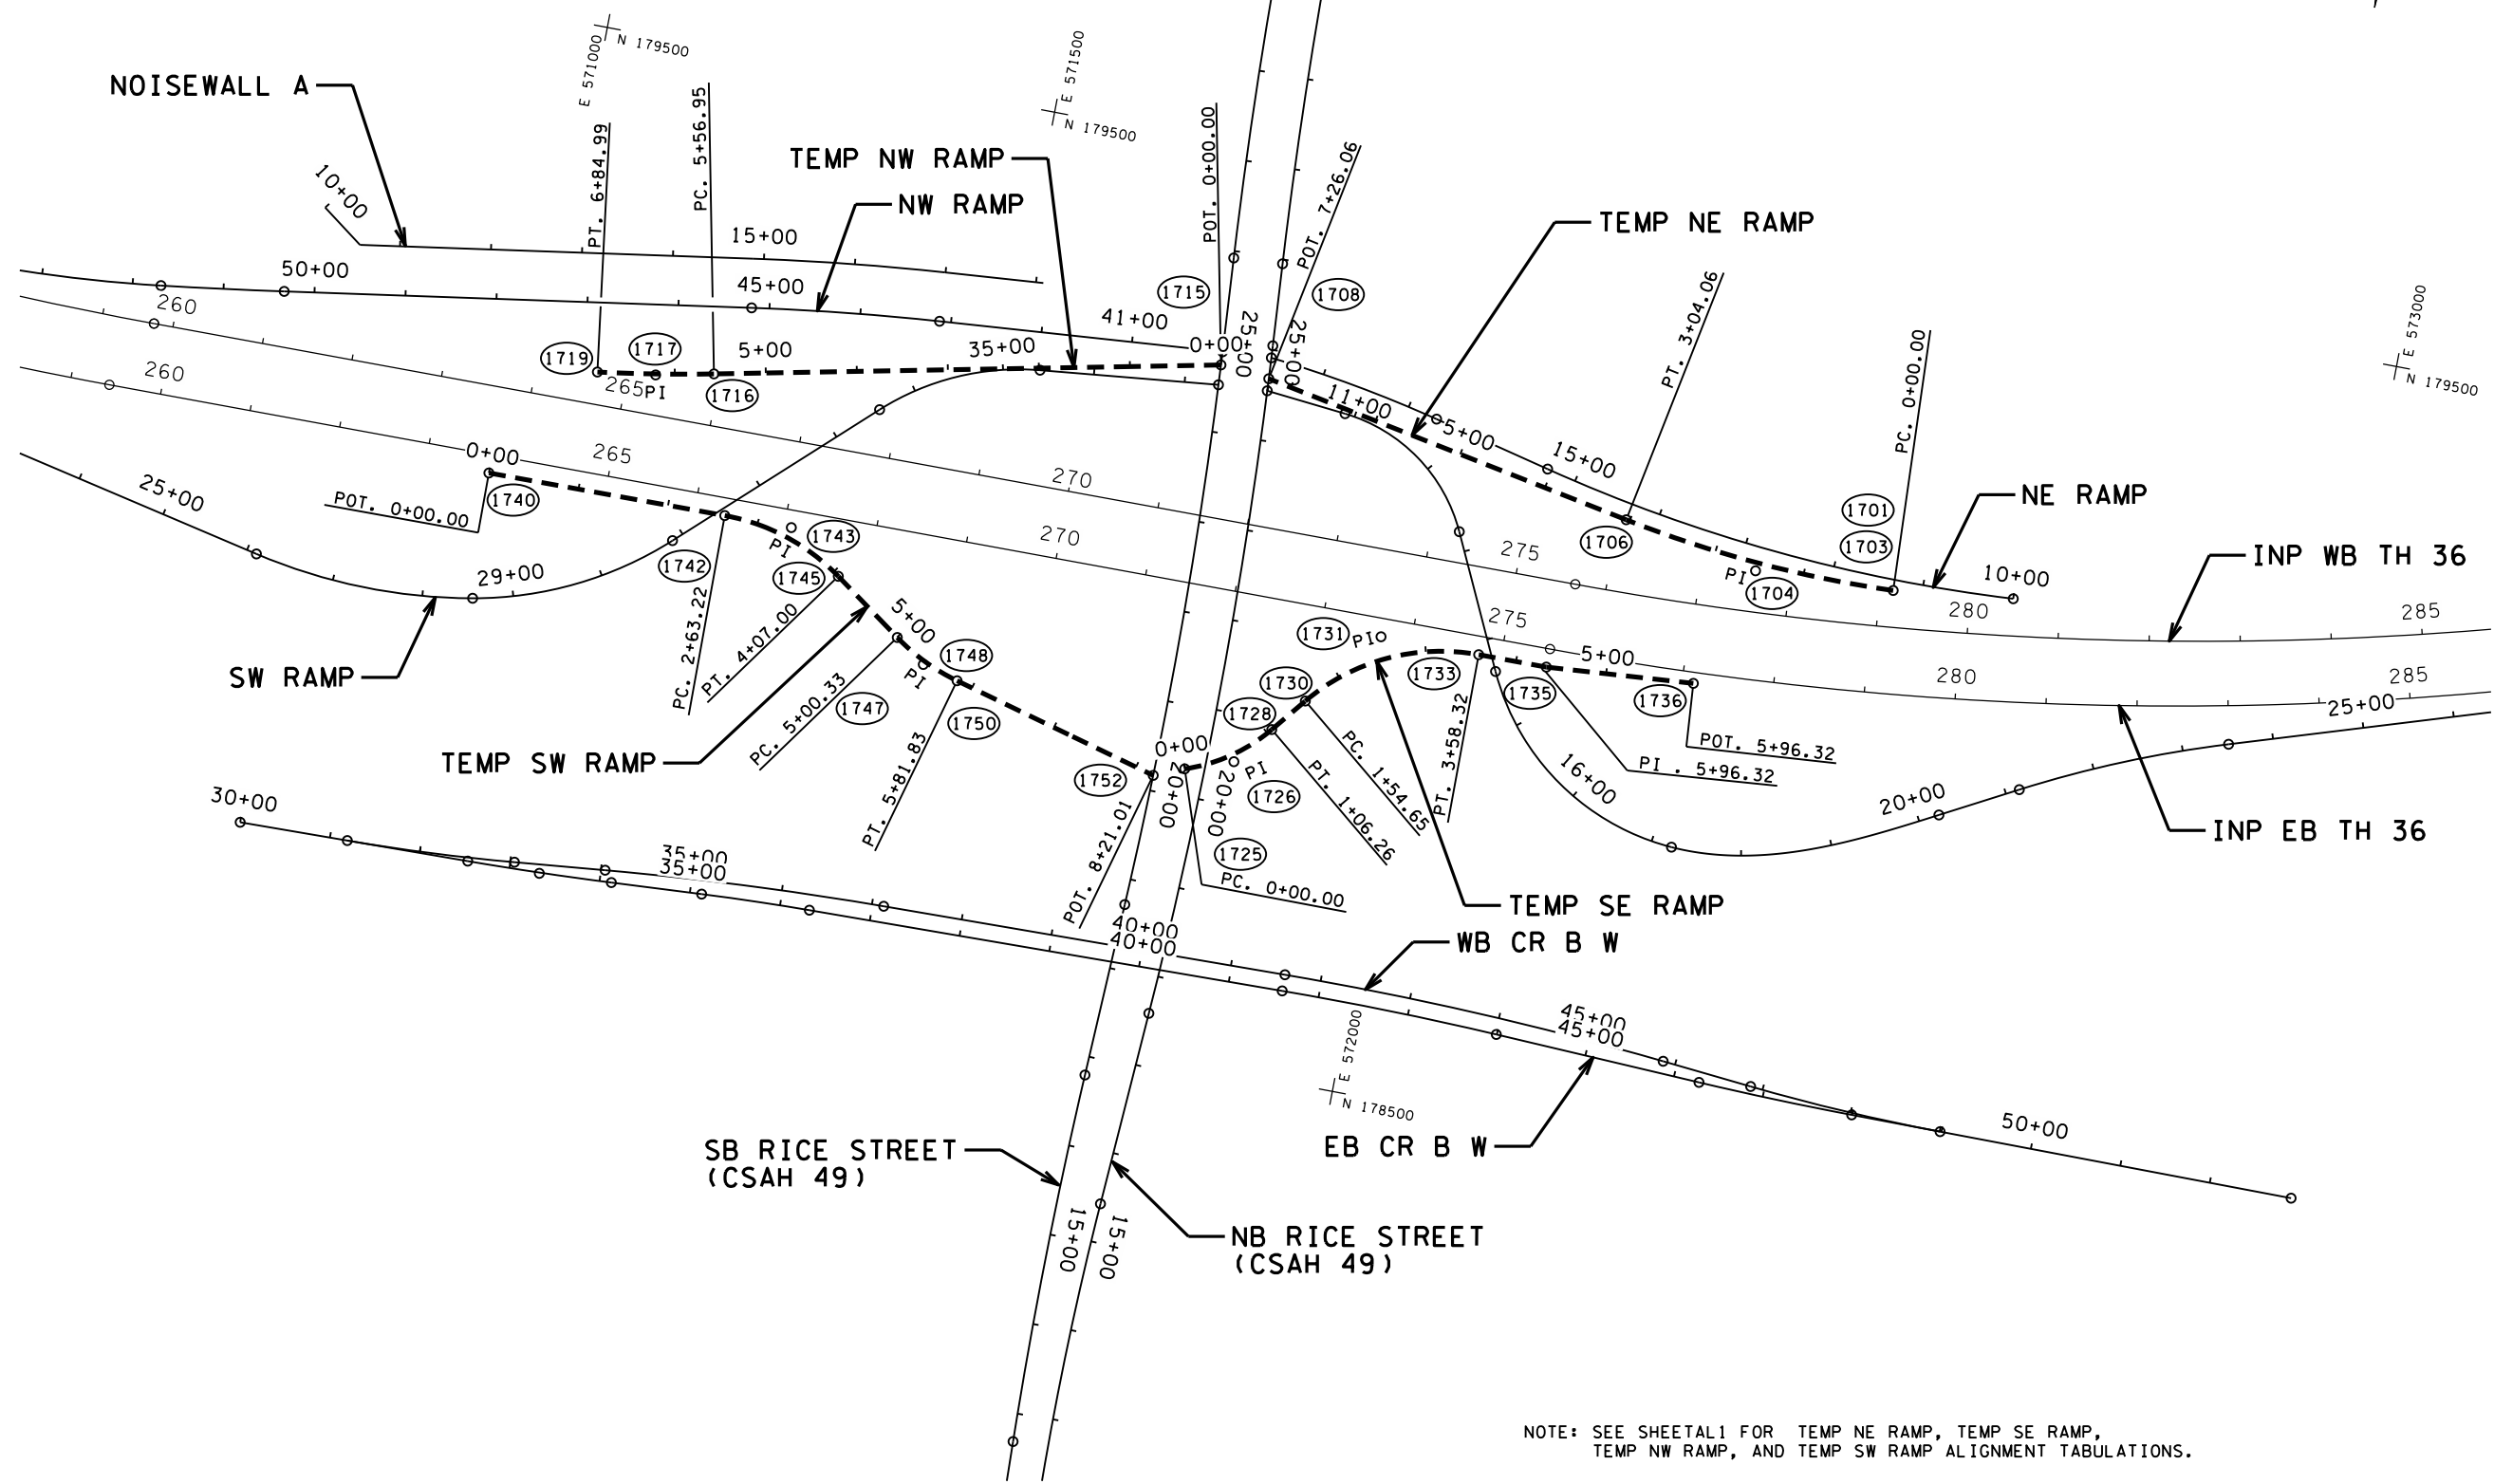 E 571000
N 179500
E 571500
N 179500
NOISEWALL A
10+00
PT. 6+84.99
PC. 5+56.95
TEMP NW RAMP
NW RAMP
POT. 0+00.00
POT. 7+26.06
TEMP NE RAMP
15+00
50+00
45+00
41+00
1715
1708
PT. 3+04.06
PC. 0+00.00
E 573000
N 179500
260
1719
1717
5+00
35+00
0+00
25+00
25+00
265
PI
1716
260
11+00
5+00
15+00
0+00
265
270
25+00
POT. 0+00.00
1740
1701
NE RAMP
1703
1706
PI
1704
10+00
INP WB TH 36
270
275
280
285
1743
PI
1742
1745
29+00
PC. 2+63.22
PT. 4+07.00
5+00
275
SW RAMP
1748
PI
1747
1750
PC. 5+00.33
1731
PI
1730
1733
5+00
1735
1736
280
285
25+00
1728
PT. 3+58.32
POT. 5+96.32
PI . 5+96.32
TEMP SW RAMP
PT. 5+81.83
1752
0+00
20+00
20+00
PI
1726
PC. 1+54.65
PT. 1+06.26
16+00
20+00
INP EB TH 36
30+00
POT. 8+21.01
1725
PC. 0+00.00
35+00
35+00
TEMP SE RAMP
40+00
40+00
WB CR B W
45+00
45+00
E 572000
N 178500
EB CR B W
50+00
SB RICE STREET
(CSAH 49)
NB RICE STREET
(CSAH 49)
15+00
15+00
NOTE: SEE SHEETAL1 FOR TEMP NE RAMP, TEMP SE RAMP,
TEMP NW RAMP, AND TEMP SW RAMP ALIGNMENT TABULATIONS.